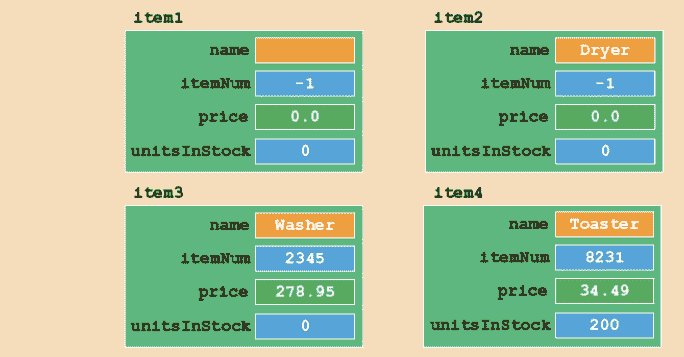 item1
name
itemNum -1
price 0.0
unitsInStock 0
item2
name Dryer
itemNum -1
price 0.0
unitsInStock 0
item3
name Washer
itemNum 2345
price 278.95
unitsInStock 0
item4
name Toaster
itemNum 8231
price 34.49
unitsInStock 200